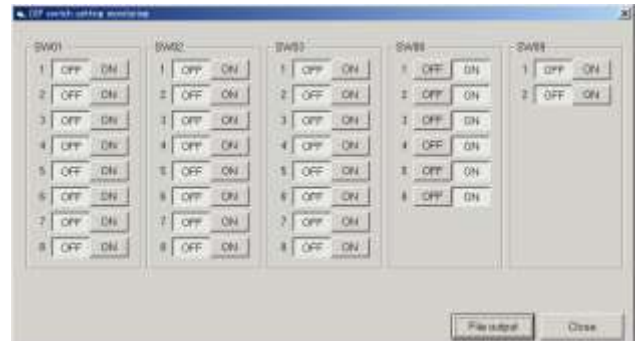 DIP switch setting monitoring
SW01 SW02 SW03
1 OFF ON 1 OFF ON 1 OFF ON 1 OFF ON 1 OFF ON
2 OFF ON 2 OFF ON 2 OFF ON 2 OFF ON 2 OFF ON
3 OFF ON 3 OFF ON 3 OFF ON 3 OFF ON
4 OFF ON 4 OFF ON 4 OFF ON 4 OFF ON
5 OFF ON 5 OFF ON 5 OFF ON 5 OFF ON
6 OFF ON 6 OFF ON 6 OFF ON 6 OFF ON
7 OFF ON 7 OFF ON 7 OFF ON
8 OFF ON 8 OFF ON 8 OFF ON
File output Close